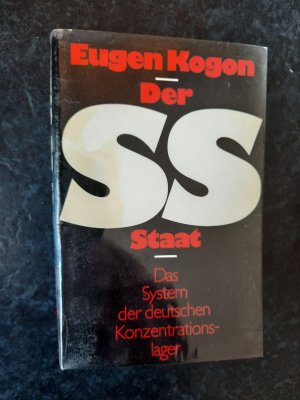 Eugen Kogon
Der
SS
Staat
Das
System
der deutschen
Konzentrations-
lager